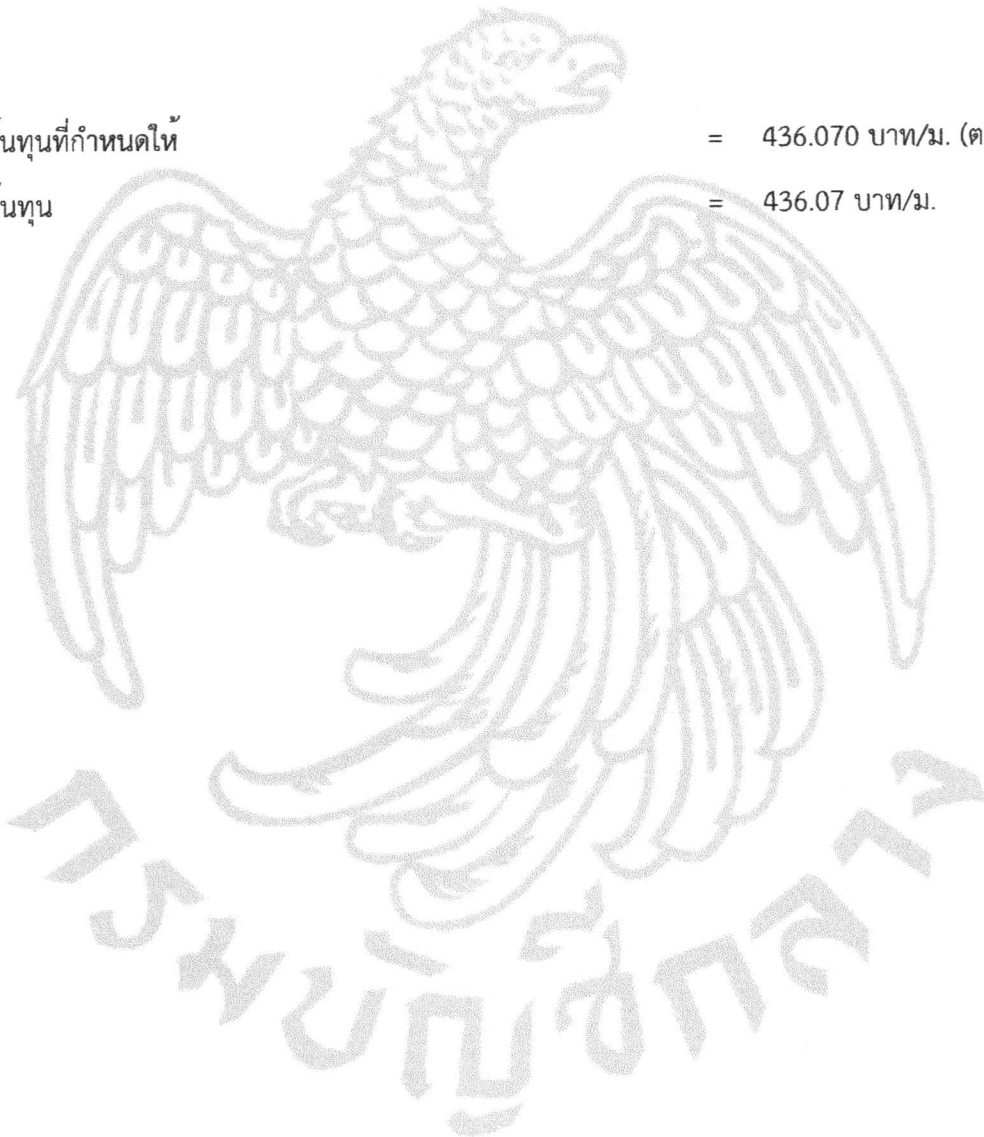 ้นทุนที่กำหนดให้ = 436.070 บาท/ม. (ต
้นทุน = 436.07 บาท/ม.
กรมบัญชีกลาง